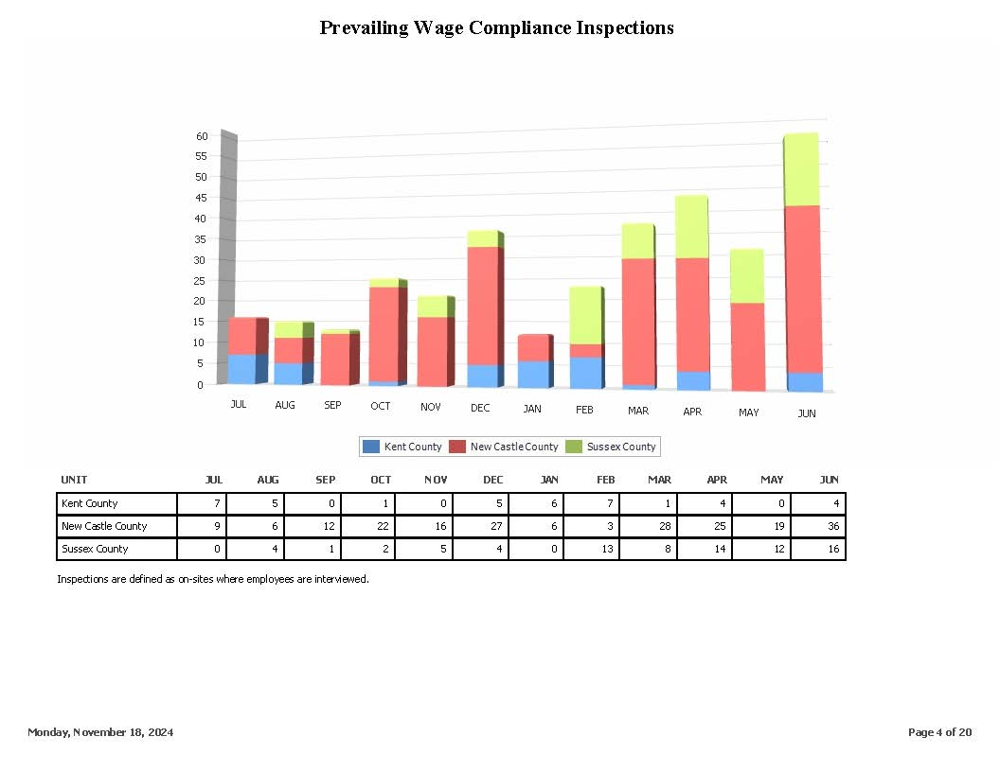 Prevailing Wage Compliance Inspections
60
55
50
45
40
35
30
25
20
15
10
5
0
JUL AUG SEP OCT NOV DEC JAN FEB MAR APR MAY JUN
Kent County New Castle County Sussex County
UNIT JUL AUG SEP OCT NOV DEC JAN FEB MAR APR MAY JUN
Kent County 7 5 0 1 0 5 6 7 1 4 0 4
New Castle County 9 6 12 22 16 27 6 3 28 25 19 36
Sussex County 0 4 1 2 5 4 0 13 8 14 12 16
Inspections are defined as on-sites where employees are interviewed.
Monday, November 18, 2024 Page 4 of 20